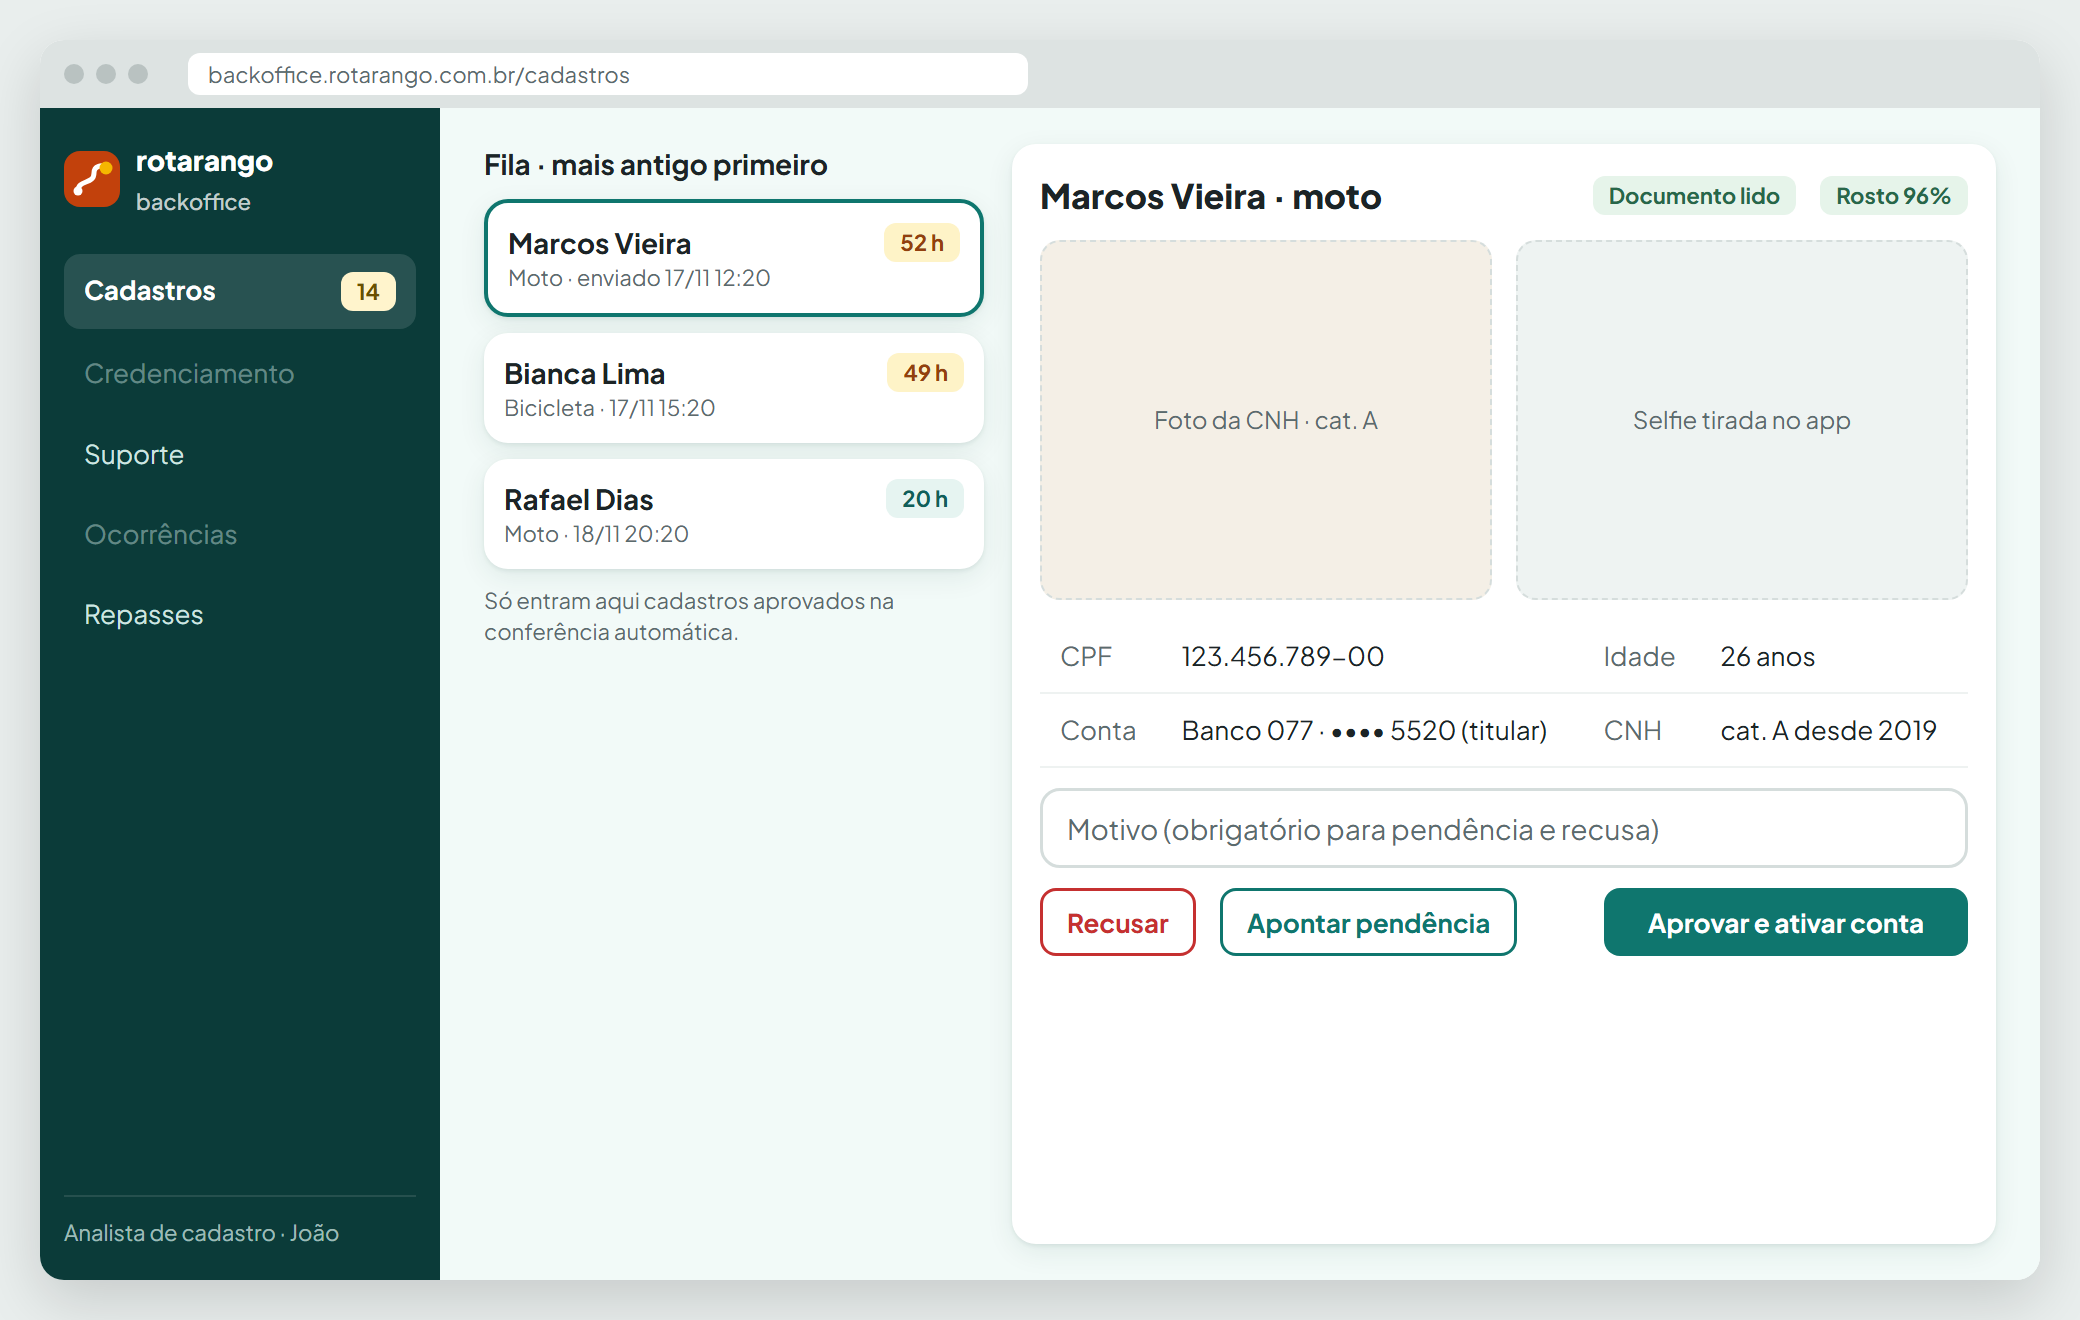 backoffice.rotarango.com.br/cadastros
rotarango
backoffice
Cadastros
14
Credenciamento
Suporte
Ocorrências
Repasses
Analista de cadastro · João
Fila · mais antigo primeiro
Marcos Vieira
52 h
Moto · enviado 17/11 12:20
Bianca Lima
49 h
Bicicleta · 17/11 15:20
Rafael Dias
20 h
Moto · 18/11 20:20
Só entram aqui cadastros aprovados na
conferência automática.
Marcos Vieira · moto
Documento lido
Rosto 96%
Foto da CNH · cat. A
Selfie tirada no app
CPF 123.456.789-00 Idade 26 anos
Conta Banco 077 · •••• 5520 (titular) CNH cat. A desde 2019
Motivo (obrigatório para pendência e recusa)
Recusar
Apontar pendência
Aprovar e ativar conta